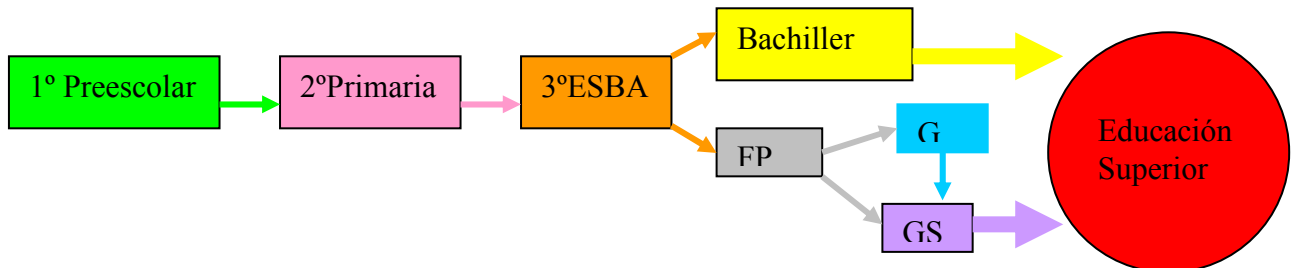 1º Preescolar
2ºPrimaria
3ºESBA
Bachiller
FP
G
GS
Educación
Superior